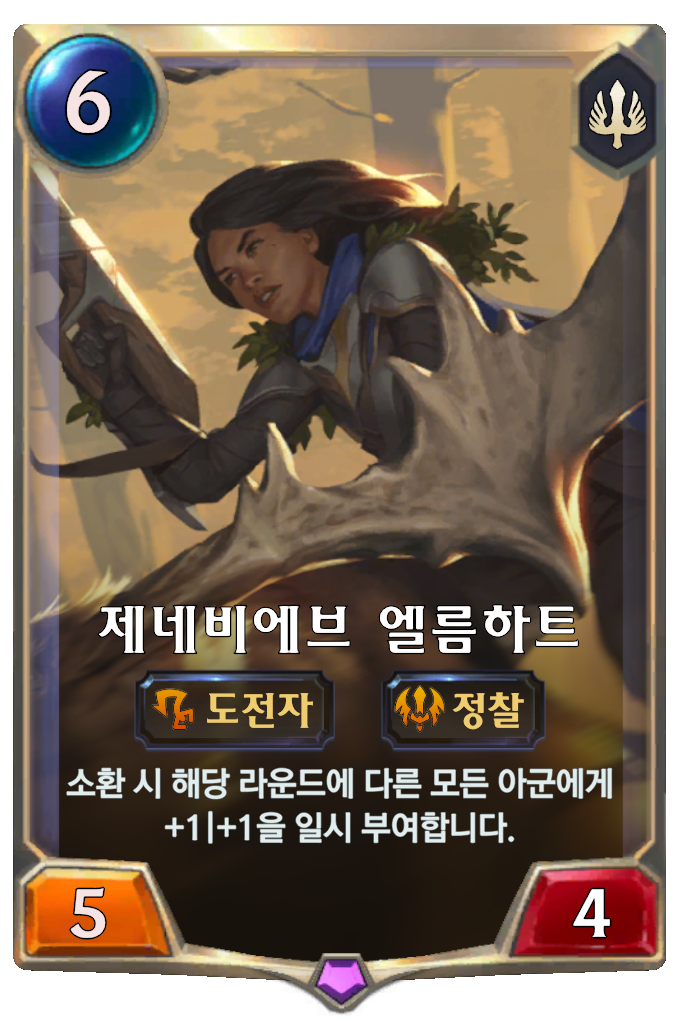 6
제네비에브 엘름하트
도전자 정찰
소환 시 해당 라운드에 다른 모든 아군에게
+1|+1을 일시 부여합니다.
5 4